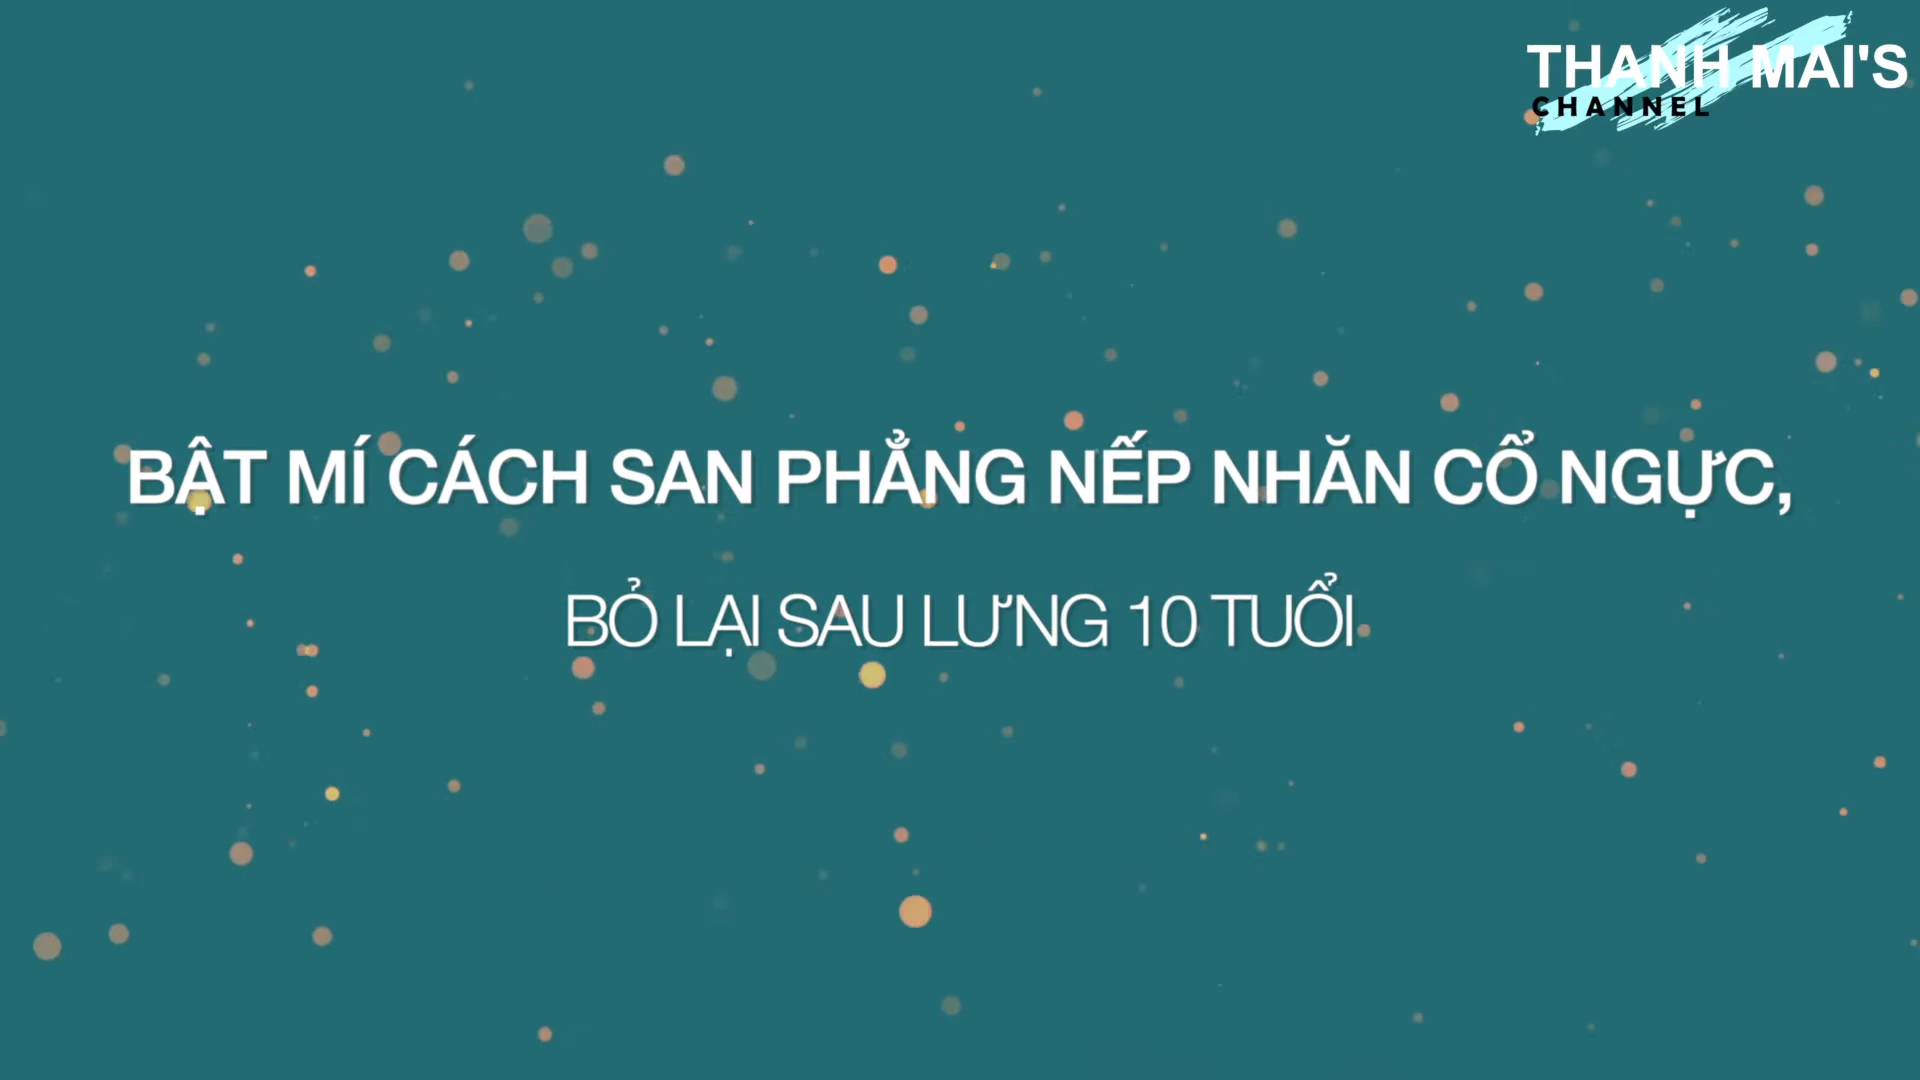 THANH MAI'S
CHANNEL
BẬT MÍ CÁCH SAN PHẲNG NẾP NHĂN CỔ NGỰC,
BỎ LẠI SAU LƯNG 10 TUỔI